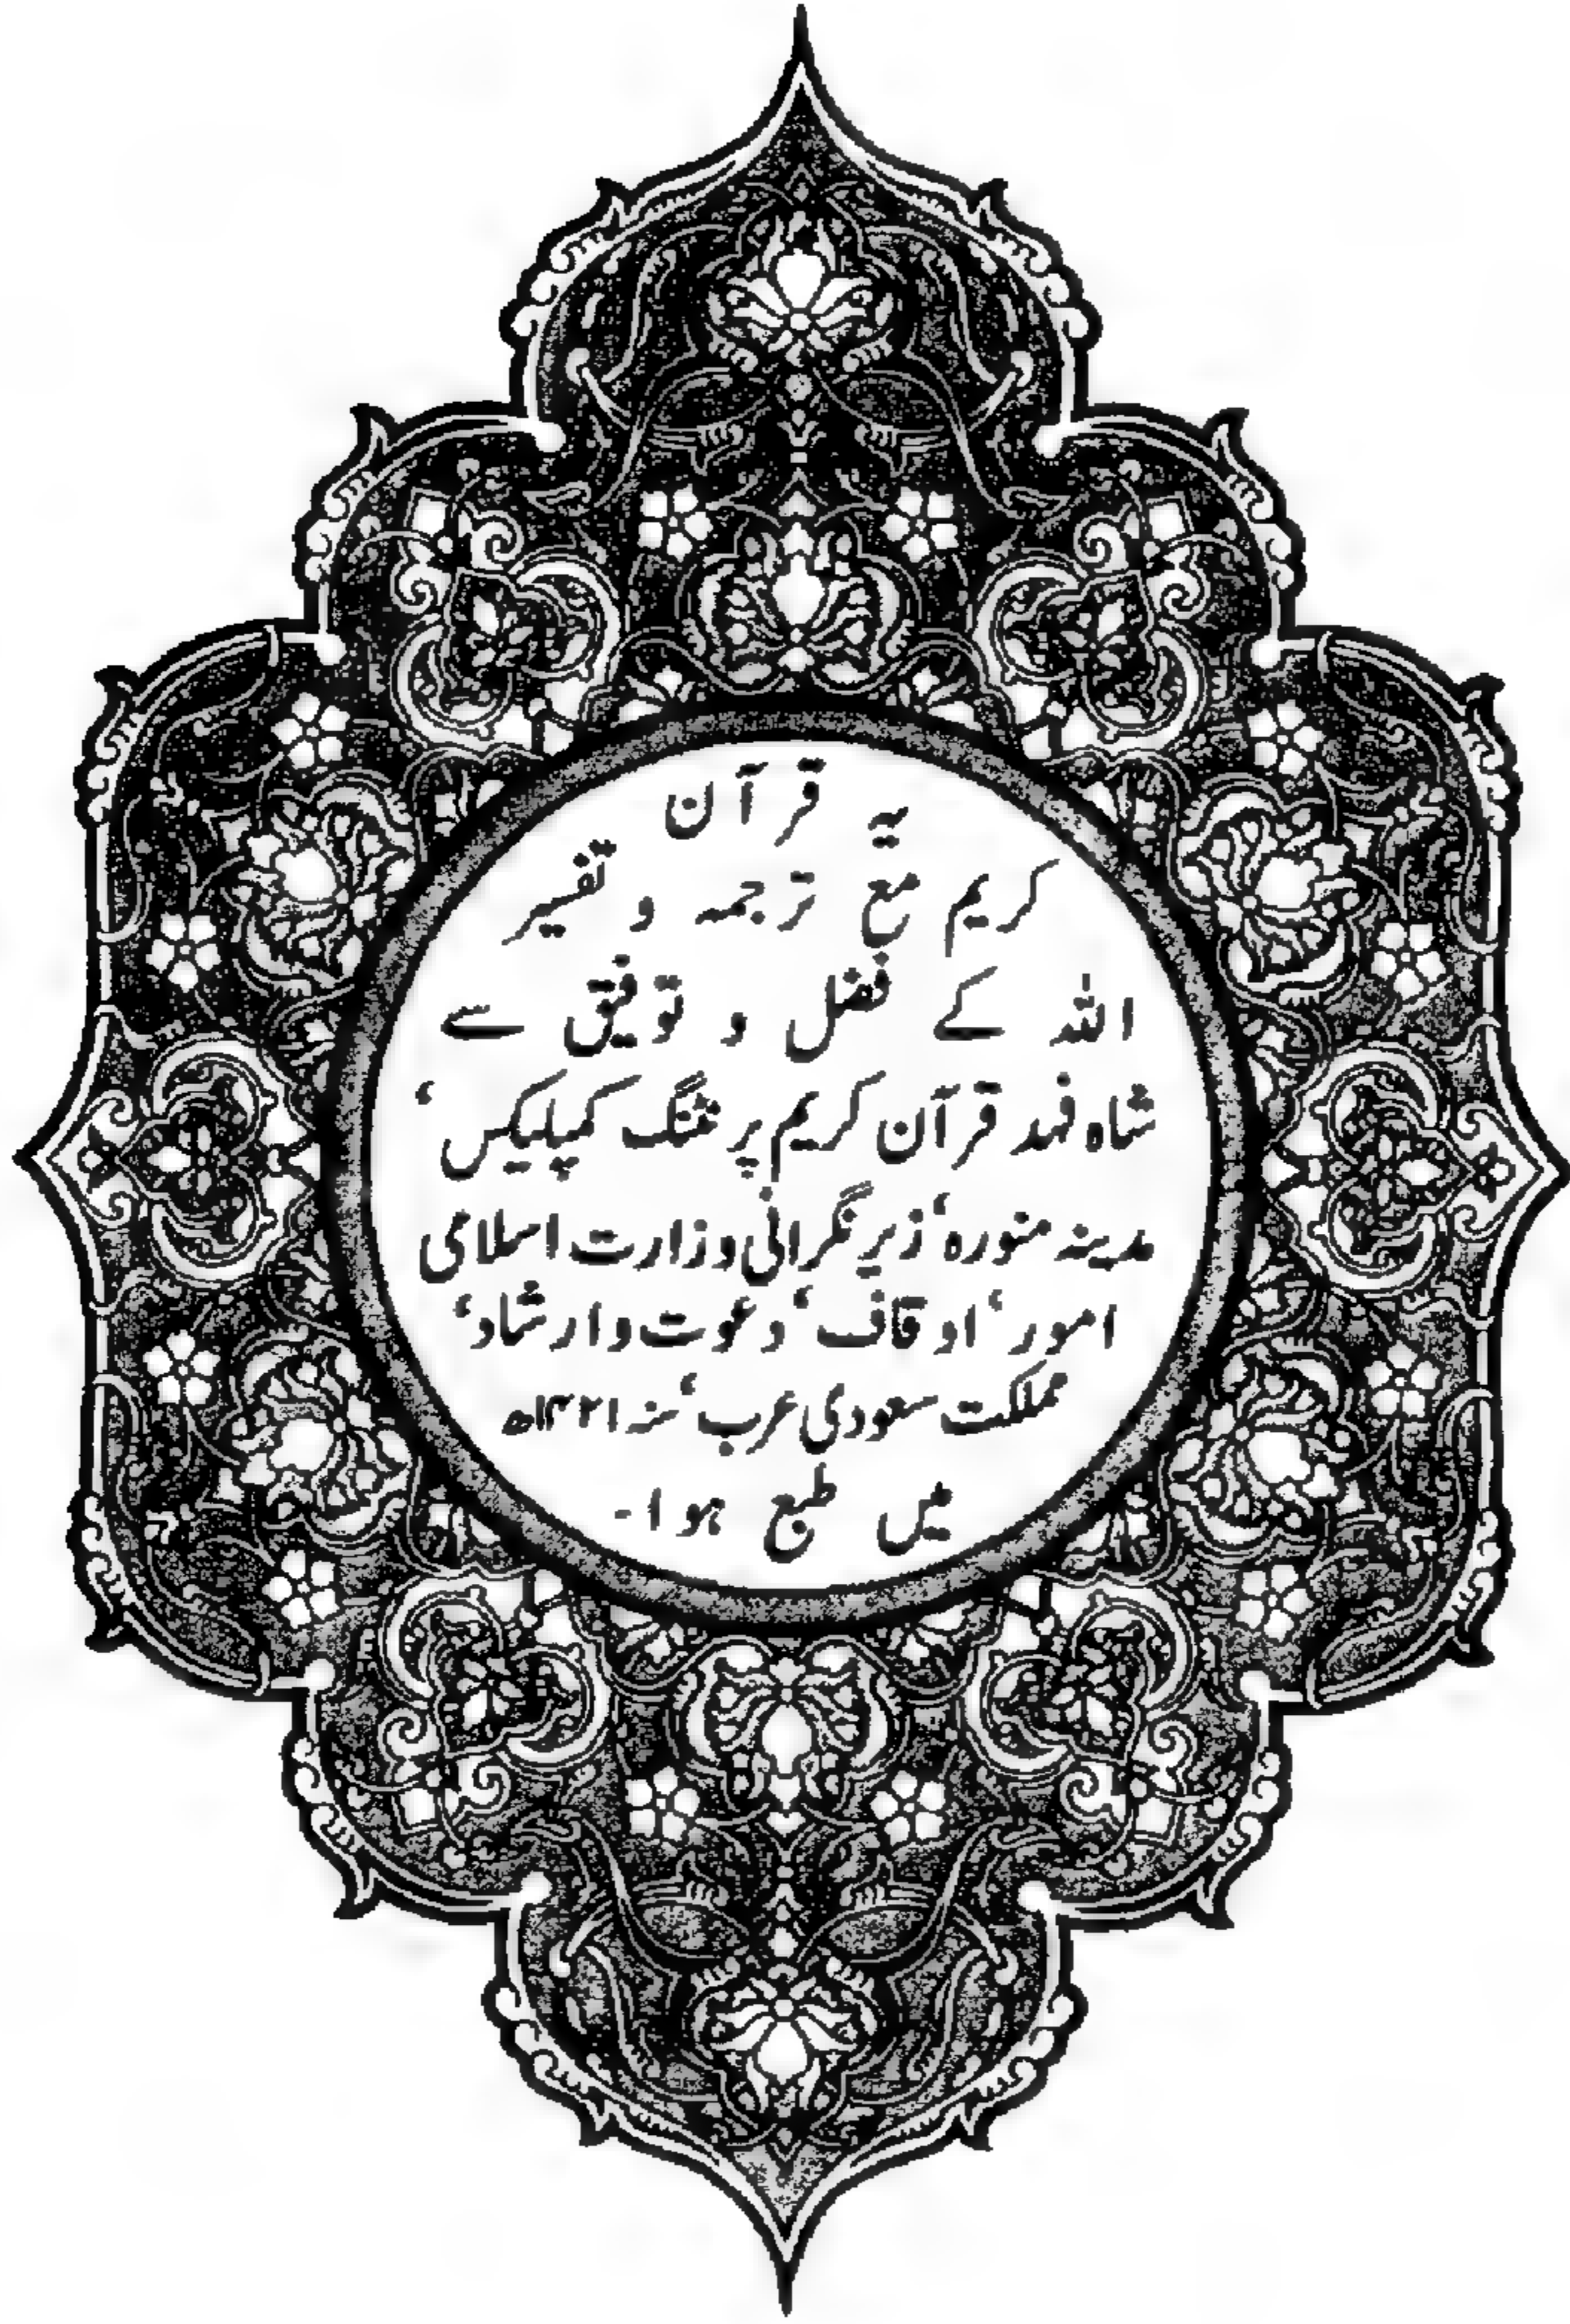 یہ قرآن
کریم مع ترجمہ و تفسیر
اللہ کے فضل و توفیق سے
شاہ فہد قرآن کریم پرنٹنگ کمپلیکس‘
مدینہ منورہ‘ زیر نگرانی وزارت اسلامی
امور‘ اوقاف‘ دعوت و ارشاد‘
مملکت سعودی عرب‘ سنہ ۱۴۲۱ھ
میں طبع ہوا۔